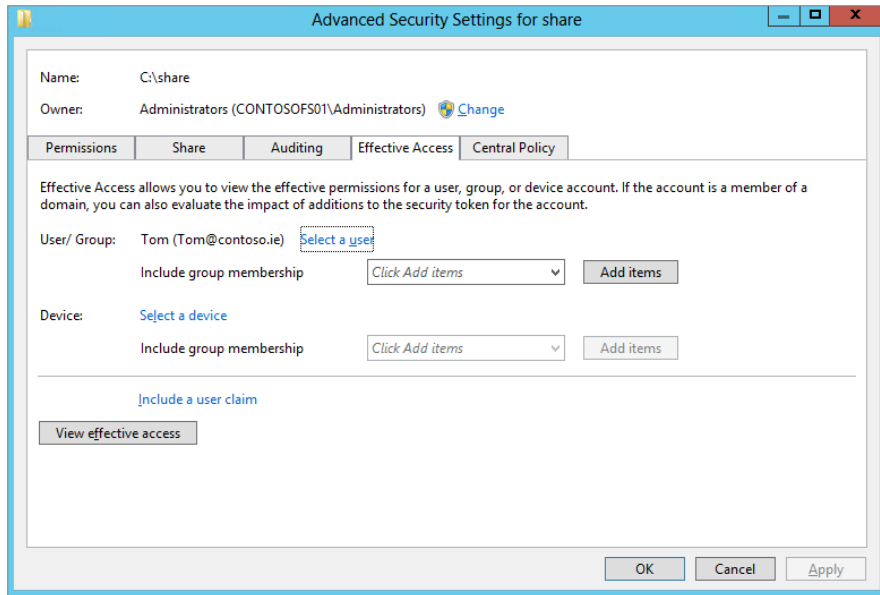 Advanced Security Settings for share
Name: C:\share
Owner: Administrators (CONTOSOFS01\Administrators) Change
Permissions Share Auditing Effective Access Central Policy
Effective Access allows you to view the effective permissions for a user, group, or device account. If the account is a member of a
domain, you can also evaluate the impact of additions to the security token for the account.
User/ Group: Tom (Tom@contoso.ie) Select a user
Include group membership Click Add items Add items
Device: Select a device
Include group membership Click Add items Add items
Include a user claim
View effective access
OK Cancel Apply